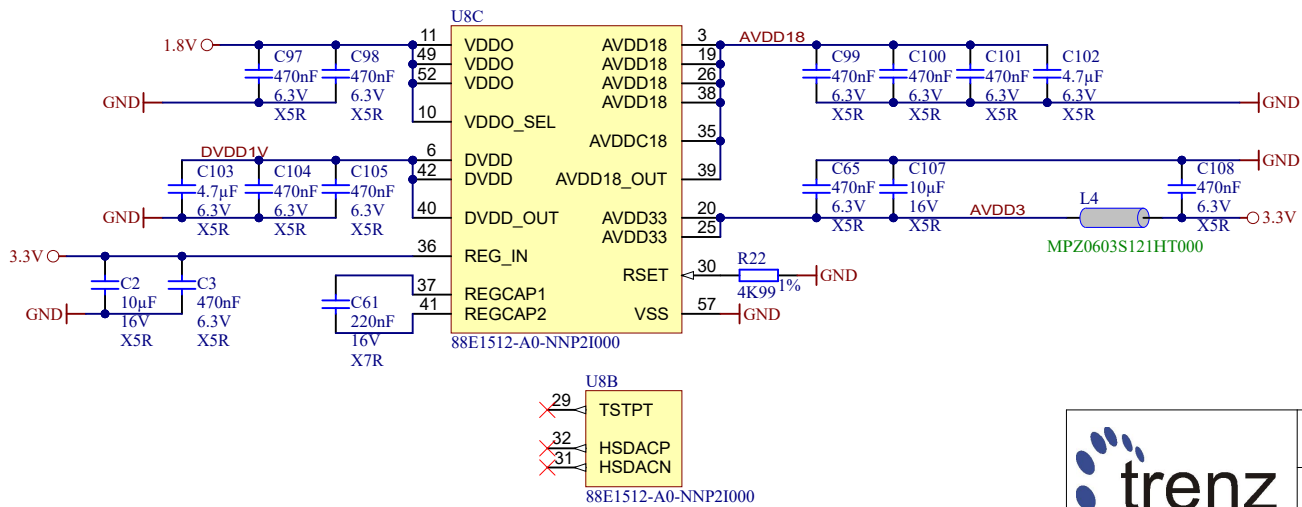 U8C
1.8V
C97
470nF
6.3V
X5R
C98
470nF
6.3V
X5R
GND
11 VDDO
49 VDDO
52 VDDO
10 VDDO_SEL
6 DVDD
42 DVDD
40 DVDD_OUT
36 REG_IN
37 REGCAP1
41 REGCAP2
AVDD18 3
AVDD18 19
AVDD18 26
AVDD18 38
AVDDC18 35
AVDD18_OUT 39
AVDD33 20
AVDD33 25
RSET 30
VSS 57
88E1512-A0-NNP2I000
AVDD18
C99
470nF
6.3V
X5R
C100
470nF
6.3V
X5R
C101
470nF
6.3V
X5R
C102
4.7µF
6.3V
X5R
GND
DVDD1V
C103
4.7µF
6.3V
X5R
C104
470nF
6.3V
X5R
C105
470nF
6.3V
X5R
GND
C65
470nF
6.3V
X5R
C107
10µF
16V
X5R
AVDD3
L4
MPZ0603S121HT000
C108
470nF
6.3V
X5R
GND
3.3V
3.3V
C2
10µF
16V
X5R
C3
470nF
6.3V
X5R
GND
C61
220nF
16V
X7R
R22
4K99
1%
GND
GND
U8B
29 TSTPT
32 HSDACP
31 HSDACN
88E1512-A0-NNP2I000
trenz